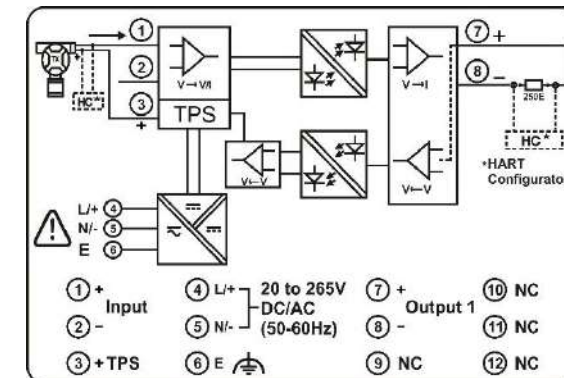 1
7 +
TX
+
HC*
2
V→V/I
V→I
8 −
250E
3
+
TPS
HC*
*HART
Configurato
V←V
V←V
L/+ 4
N/- 5
E 6
1 +
Input
2 −
3 + TPS
4 L/+
5 N/-
20 to 265V
DC/AC
(50-60Hz)
6 E
7 +
Output 1
8 −
9 NC
10 NC
11 NC
12 NC